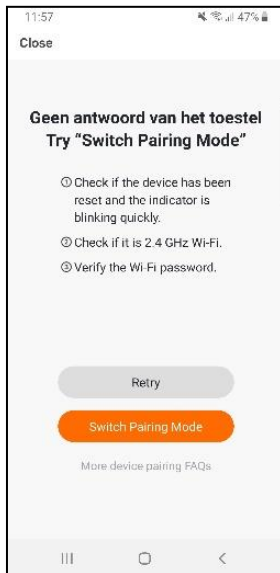 11:57 47%
Close
Geen antwoord van het toestel
Try “Switch Pairing Mode”
① Check if the device has been
reset and the indicator is
blinking quickly.
② Check if it is 2.4 GHz Wi-Fi.
③ Verify the Wi-Fi password.
Retry
Switch Pairing Mode
More device pairing FAQs